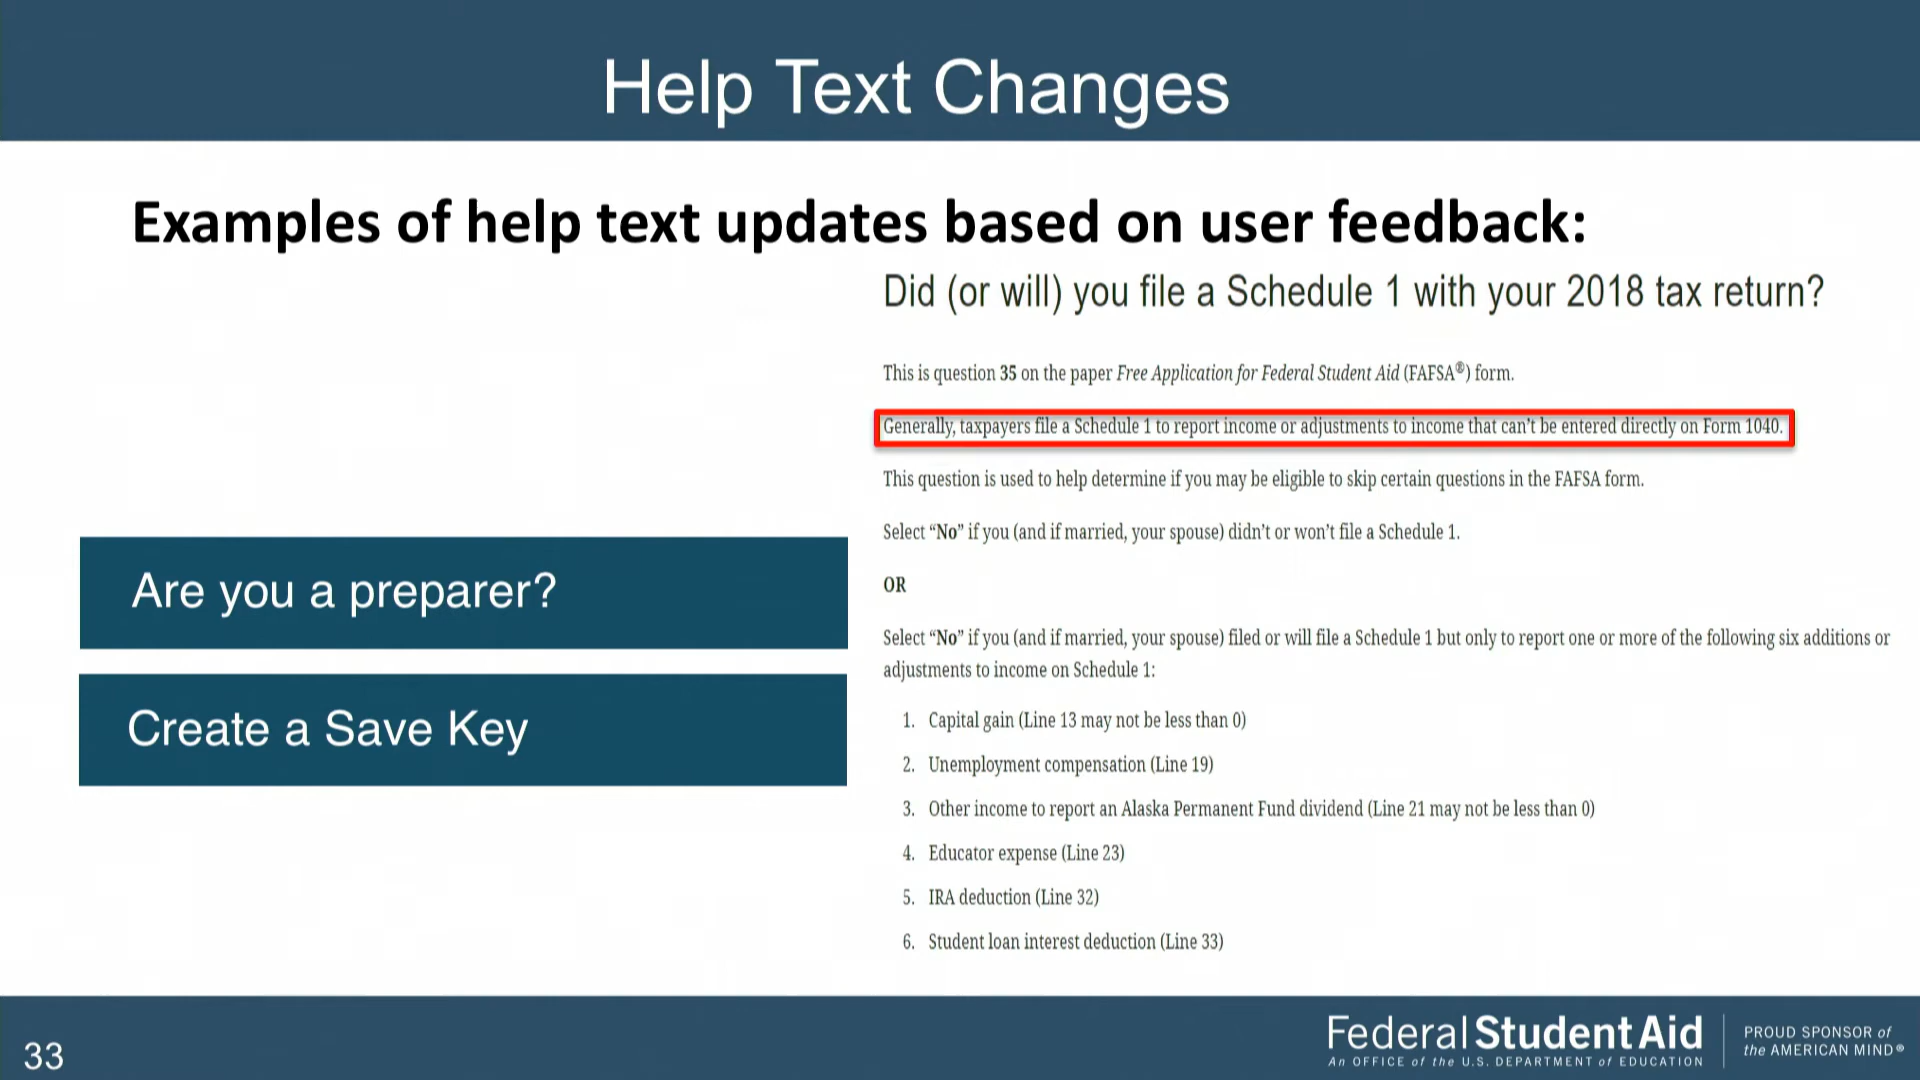 Help Text Changes
Examples of help text updates based on user feedback:
Did (or will) you file a Schedule 1 with your 2018 tax return?
This is question 35 on the paper Free Application for Federal Student Aid (FAFSA®) form.
Generally, taxpayers file a Schedule 1 to report income or adjustments to income that can't be entered directly on Form 1040.
This question is used to help determine if you may be eligible to skip certain questions in the FAFSA form.
Select “No” if you (and if married, your spouse) didn’t or won’t file a Schedule 1.
OR
Select “No” if you (and if married, your spouse) filed or will file a Schedule 1 but only to report one or more of the following six additions or
adjustments to income on Schedule 1:
1. Capital gain (Line 13 may not be less than 0)
2. Unemployment compensation (Line 19)
3. Other income to report an Alaska Permanent Fund dividend (Line 21 may not be less than 0)
4. Educator expense (Line 23)
5. IRA deduction (Line 32)
6. Student loan interest deduction (Line 33)
Are you a preparer?
Create a Save Key
33
Federal Student Aid
An OFFICE of the U.S. DEPARTMENT of EDUCATION
PROUD SPONSOR of
the AMERICAN MIND®